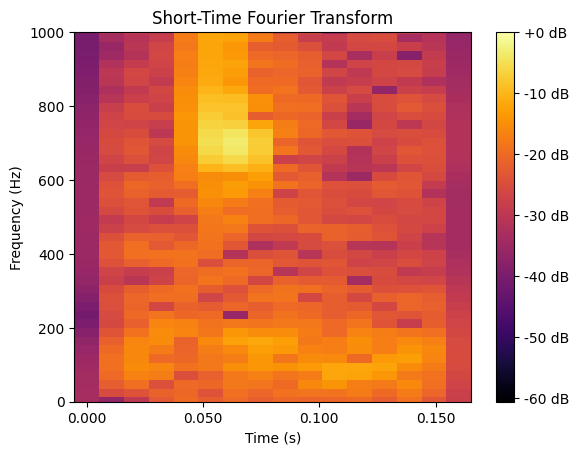 Short-Time Fourier Transform
1000
800
600
400
200
0
Frequency (Hz)
0.000
0.050
0.100
0.150
Time (s)
+0 dB
-10 dB
-20 dB
-30 dB
-40 dB
-50 dB
-60 dB